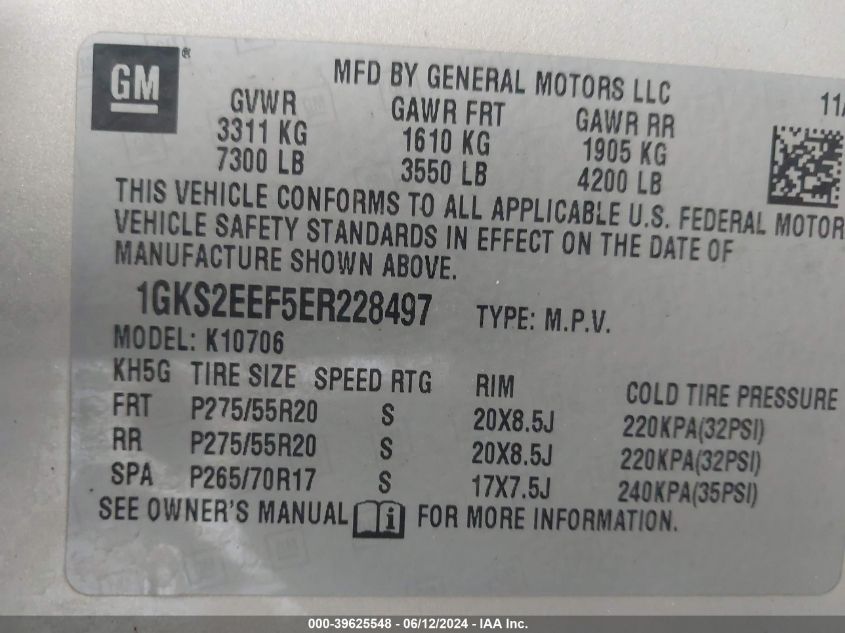 GM ®
MFD BY GENERAL MOTORS LLC
11/
GVWR GAWR FRT GAWR RR
3311 KG 1610 KG 1905 KG
7300 LB 3550 LB 4200 LB
THIS VEHICLE CONFORMS TO ALL APPLICABLE U.S. FEDERAL MOTOR
VEHICLE SAFETY STANDARDS IN EFFECT ON THE DATE OF
MANUFACTURE SHOWN ABOVE.
1GKS2EEF5ER228497 TYPE: M.P.V.
MODEL: K10706
KH5G TIRE SIZE SPEED RTG RIM COLD TIRE PRESSURE
FRT P275/55R20 S 20X8.5J 220KPA(32PSI)
RR P275/55R20 S 20X8.5J 220KPA(32PSI)
SPA P265/70R17 S 17X7.5J 240KPA(35PSI)
SEE OWNER'S MANUAL i FOR MORE INFORMATION.
000-39625548 - 06/12/2024 - IAA Inc.